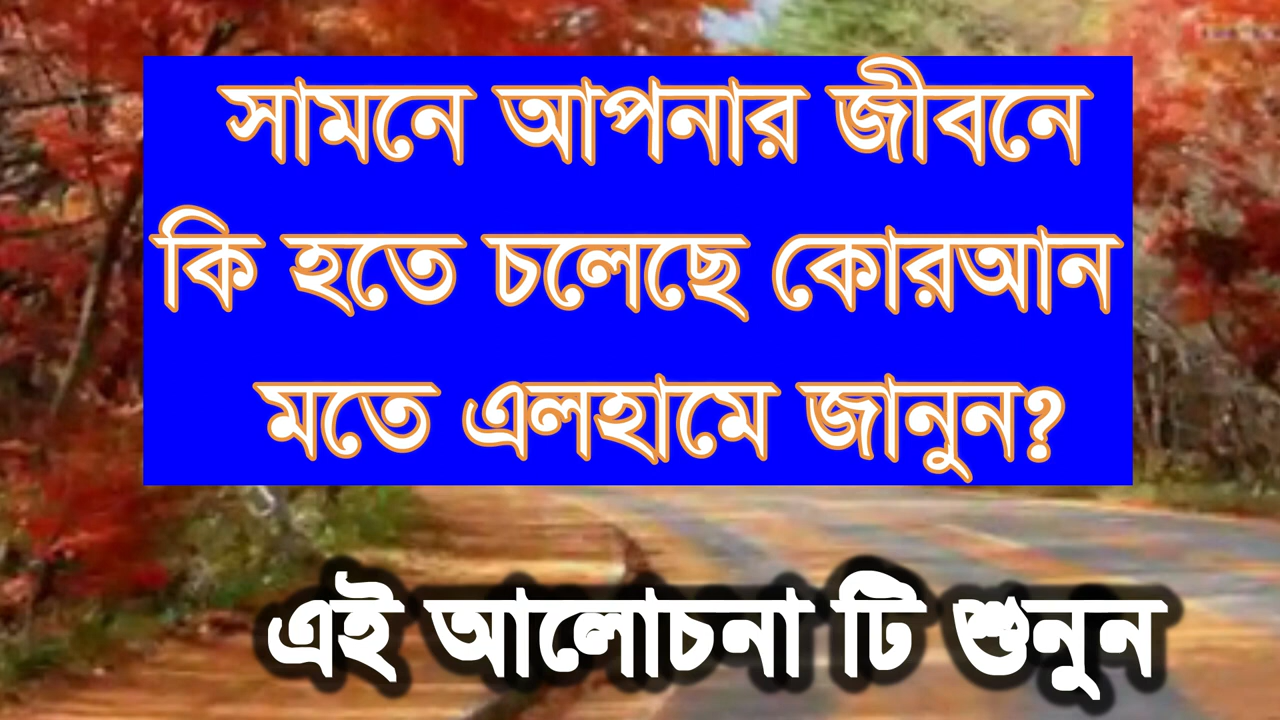 সামনে আপনার জীবনে
কি হতে চলেছে কোরআন
মতে এলহামে জানুন?
এই আলোচনা টি শুনুন